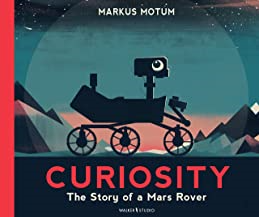 MARKUS MOTUM
CURIOSITY
The Story of a Mars Rover
WALKER STUDIO